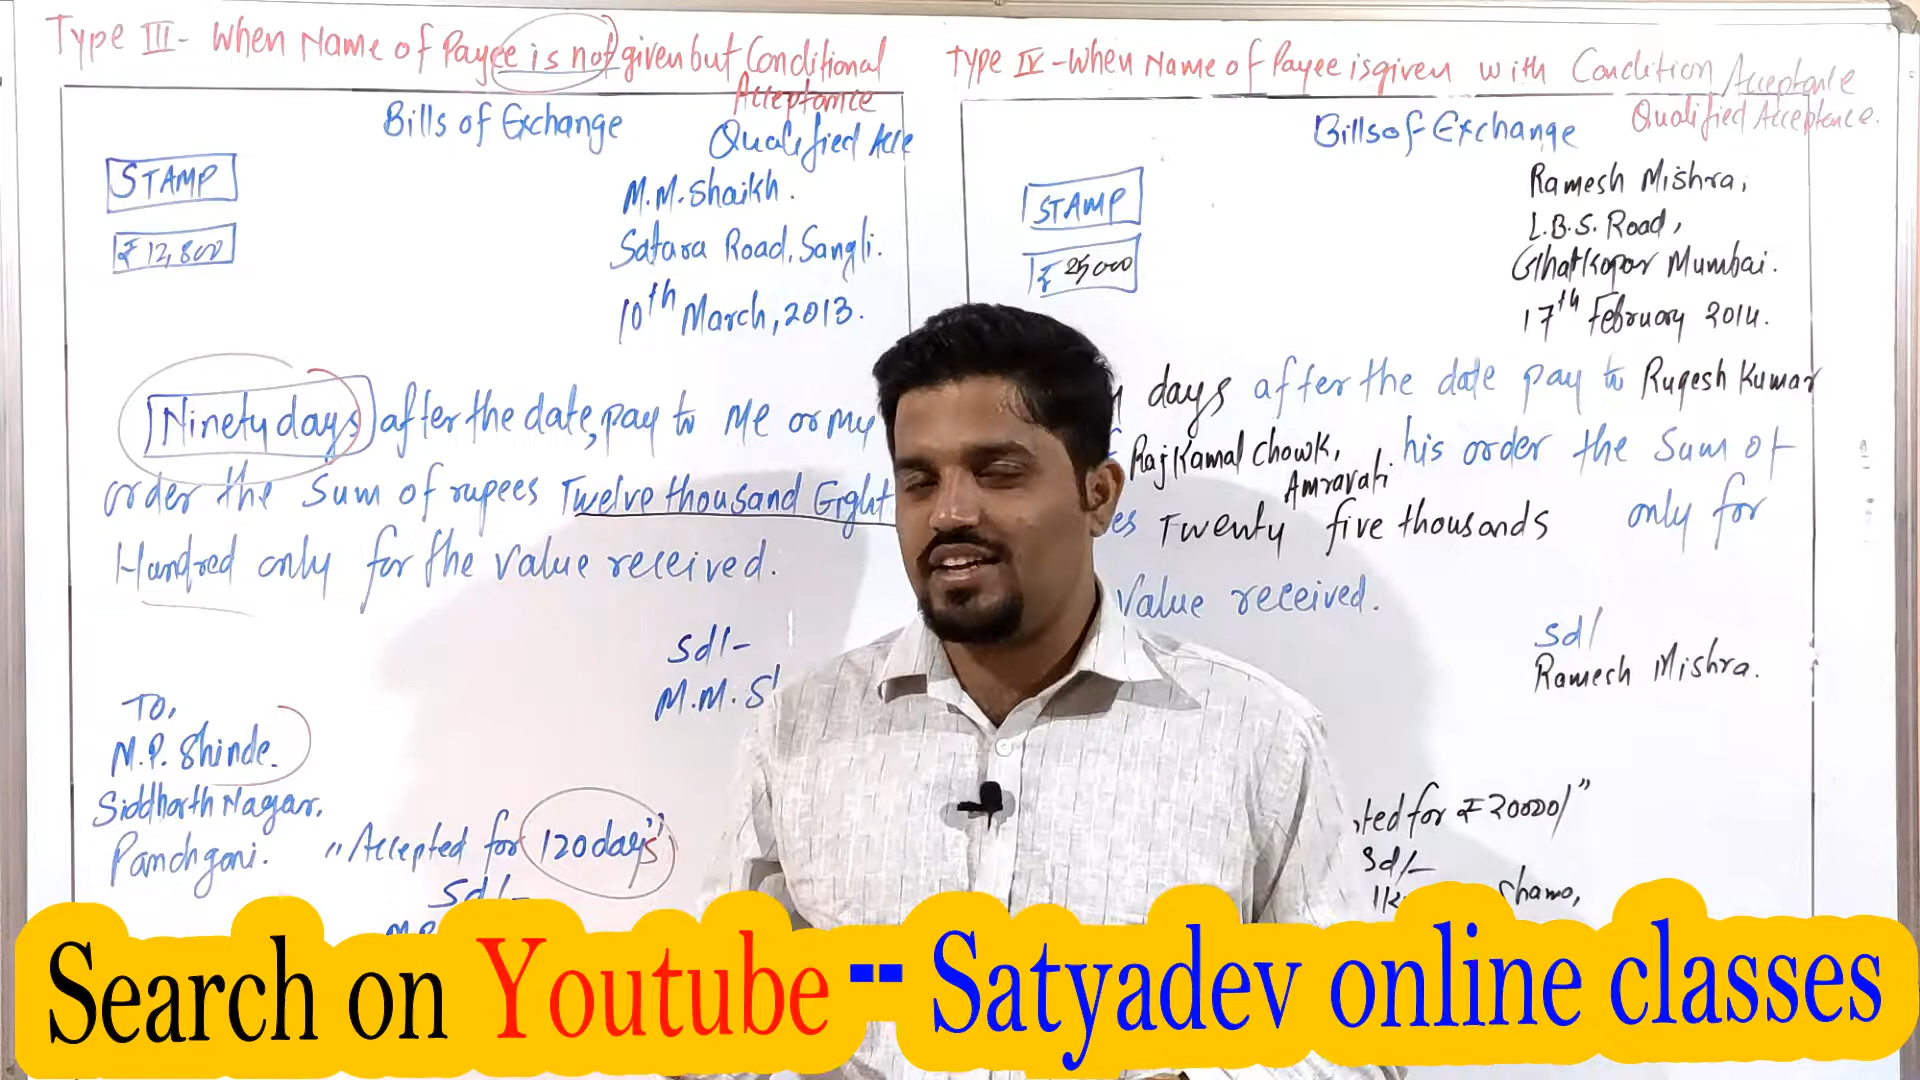 Type III - When Name of Payee is not given but Conditional
Acceptance
Bills of Exchange
Qualified Acce
STAMP
₹ 12,800
M.M. Shaikh.
Satara Road, Sangli.
10th March, 2013.
Ninety days after the date, pay to Me or my
order the Sum of rupees Twelve thousand Eight
Hundred only for the value received.
Sd/-
M.M. S
To,
M.P. Shinde.
Siddharth Nagar,
Panchgani.
"Accepted for 120 days"
Sd/-
Type IV - When Name of Payee is given with Condition Acceptance
Qualified Acceptance.
Bills of Exchange
STAMP
₹ 25,000
Ramesh Mishra,
L.B.S. Road,
Ghatkopar Mumbai.
17th February 2014.
days after the date pay to Rupesh Kumar
Rajkamal Chowk, his order the Sum of
Amravati
es Twenty five thousands only for
Value received.
Sd/
Ramesh Mishra.
ted for ₹ 20000/"
Sd/-
Search on Youtube -- Satyadev online classes